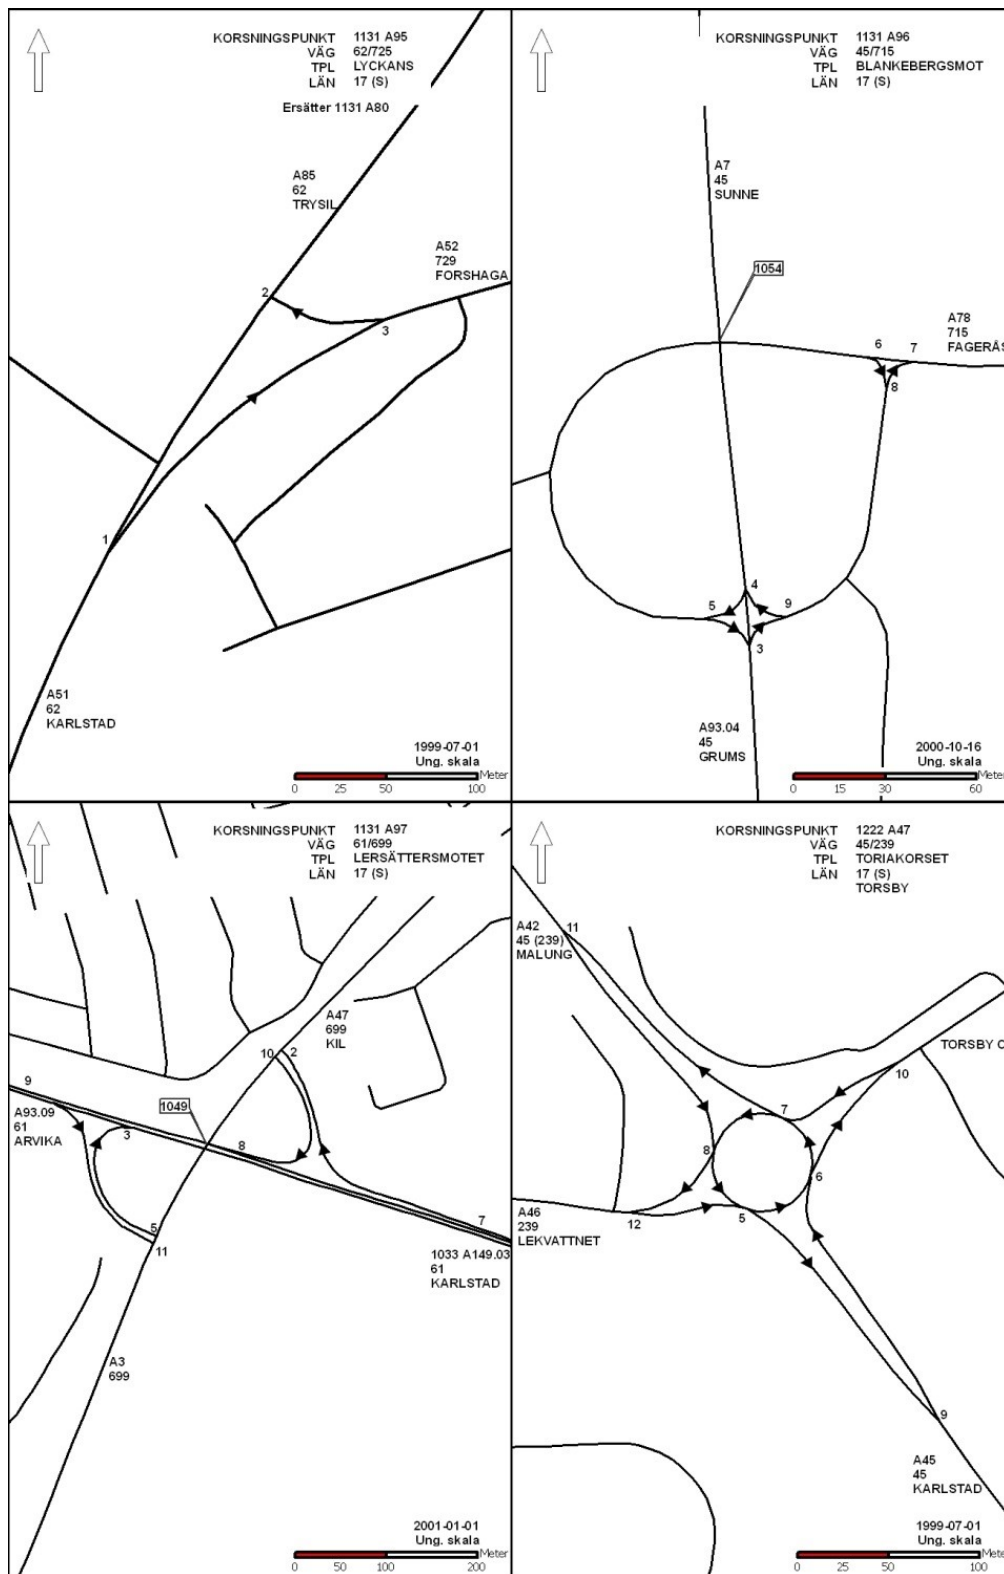 KORSNINGSPUNKT 1131 A95
VÄG 62/725
TPL LYCKANS
LÄN 17 (S)
Ersätter 1131 A80
A85
62
TRYSIL
A52
729
FORSHAGA
2
3
1
A51
62
KARLSTAD
1999-07-01
Ung. skala
Meter
0 25 50 100
KORSNINGSPUNKT 1131 A96
VÄG 45/715
TPL BLANKEBERGSMOT
LÄN 17 (S)
A7
45
SUNNE
1054
A78
715
FAGERÅS
6 7
8
4
5 9
3
A93.04
45
GRUMS
2000-10-16
Ung. skala
Meter
0 15 30 60
KORSNINGSPUNKT 1131 A97
VÄG 61/699
TPL LERSÄTTERSMOTET
LÄN 17 (S)
A47
699
KIL
10 2
9
1049
A93.09
61
ARVIKA
3
8
7
5
11
1033 A149.03
61
KARLSTAD
A3
699
2001-01-01
Ung. skala
Meter
0 50 100 200
KORSNINGSPUNKT 1222 A47
VÄG 45/239
TPL TORIAKORSET
LÄN 17 (S)
TORSBY
A42
45 (239)
MALUNG
11
TORSBY C
10
7
8
6
A46
239
LEKVATTNET
12
5
9
A45
45
KARLSTAD
1999-07-01
Ung. skala
Meter
0 25 50 100